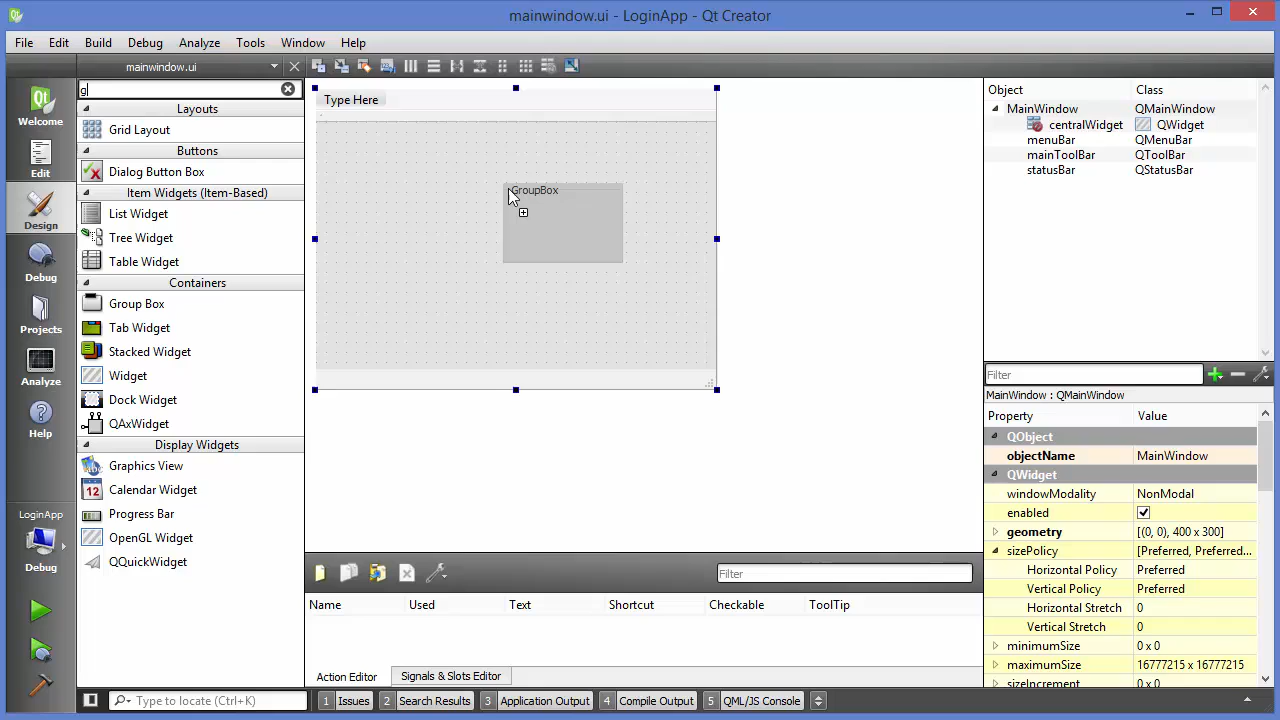 mainwindow.ui - LoginApp - Qt Creator
File Edit Build Debug Analyze Tools Window Help
mainwindow.ui
g
Layouts
Grid Layout
Buttons
Dialog Button Box
Item Widgets (Item-Based)
List Widget
Tree Widget
Table Widget
Containers
Group Box
Tab Widget
Stacked Widget
Widget
Dock Widget
QAxWidget
Display Widgets
Graphics View
Calendar Widget
12
Progress Bar
OpenGL Widget
QQuickWidget
Qt
Welcome
Edit
Design
Debug
Projects
Analyze
Help
LoginApp
Debug
Type Here
GroupBox
Object Class
MainWindow QMainWindow
centralWidget QWidget
menuBar QMenuBar
mainToolBar QToolBar
statusBar QStatusBar
Filter
MainWindow : QMainWindow
Property Value
QObject
objectName MainWindow
QWidget
windowModality NonModal
enabled
geometry [(0, 0), 400 x 300]
sizePolicy [Preferred, Preferred...
Horizontal Policy Preferred
Vertical Policy Preferred
Horizontal Stretch 0
Vertical Stretch 0
minimumSize 0 x 0
maximumSize 16777215 x 16777215
sizeIncrement 0 x 0
Filter
Name Used Text Shortcut Checkable ToolTip
Action Editor Signals & Slots Editor
Type to locate (Ctrl+K)
1 Issues 2 Search Results 3 Application Output 4 Compile Output 5 QML/JS Console